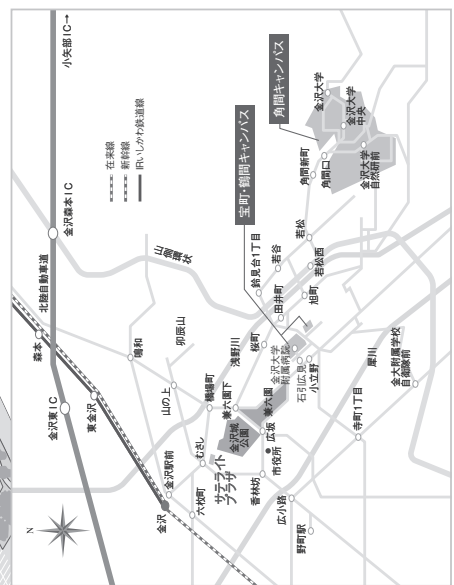 小矢部IC→
金沢森本IC
北陸自動車道
森本
金沢東IC
東金沢
在来線
新幹線
IRいしかわ鉄道線
山側環状
鳴和
卯辰山
山の上
浅野川
橋場町
兼六園下
桜町
鈴見台1丁目
田井町
若谷
旭町
若松西
若松
宝町・鶴間キャンパス
角間キャンパス
角間新町
角間口
金沢大学
金沢大学
中央
金沢大学
自然研前
N
金沢
金沢駅前
六枚町
むさし
サテライト
プラザ
金沢城
公園
兼六園
金沢大学
附属病院
石引広見
小立野
広坂
市役所
香林坊
広小路
野町駅
寺町1丁目
犀川
金大附属学校
自衛隊前